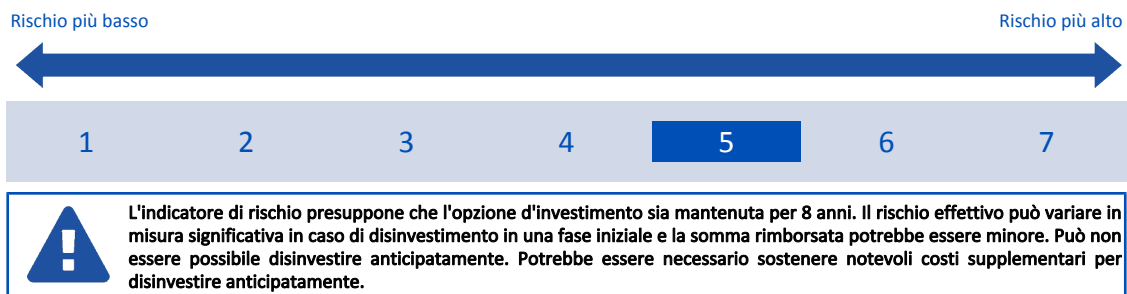 Rischio più basso Rischio più alto
1 2 3 4 5 6 7
L'indicatore di rischio presuppone che l'opzione d'investimento sia mantenuta per 8 anni. Il rischio effettivo può variare in
misura significativa in caso di disinvestimento in una fase iniziale e la somma rimborsata potrebbe essere minore. Può non
essere possibile disinvestire anticipatamente. Potrebbe essere necessario sostenere notevoli costi supplementari per
disinvestire anticipatamente.